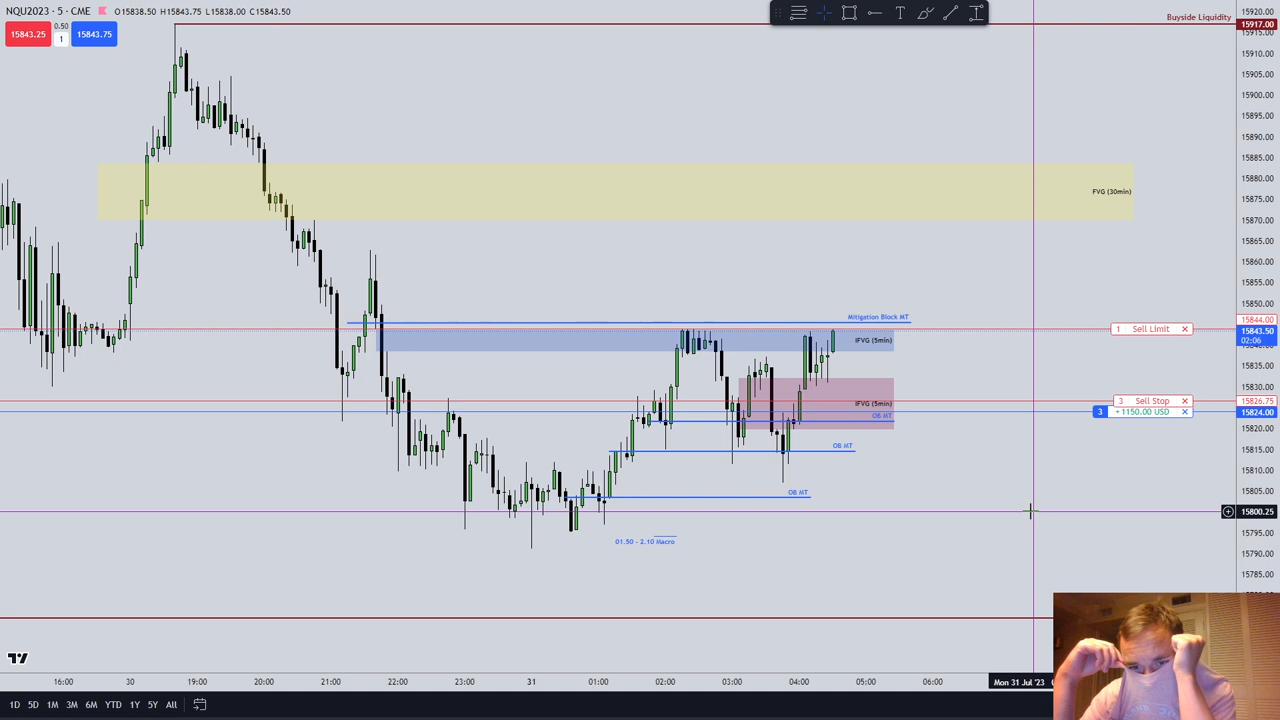 NQU2023 · 5 · CME O15838.50 H15843.75 L15838.00 C15843.50
15843.25 0.50 15843.75
1
15920.00
Buyside Liquidity 15917.00
15915.00
15910.00
15905.00
15900.00
15895.00
15890.00
15885.00
15880.00
FVG (30min)
15875.00
15870.00
15865.00
15860.00
15855.00
15850.00
Mitigation Block MT
15844.00
1 Sell Limit ✕ 15843.50
IFVG (5min) 02:06
15835.00
15830.00
IFVG (5min) 3 Sell Stop ✕ 15826.75
OB MT 3 +1150.00 USD ✕ 15824.00
15820.00
OB MT 15815.00
15810.00
15805.00
OB MT
15800.25
15795.00
01.50 - 2.10 Macro
15790.00
15785.00
16:00 30 19:00 20:00 21:00 22:00 23:00 31 01:00 02:00 03:00 04:00 05:00 06:00 Mon 31 Jul '23
1D 5D 1M 3M 6M YTD 1Y 5Y All